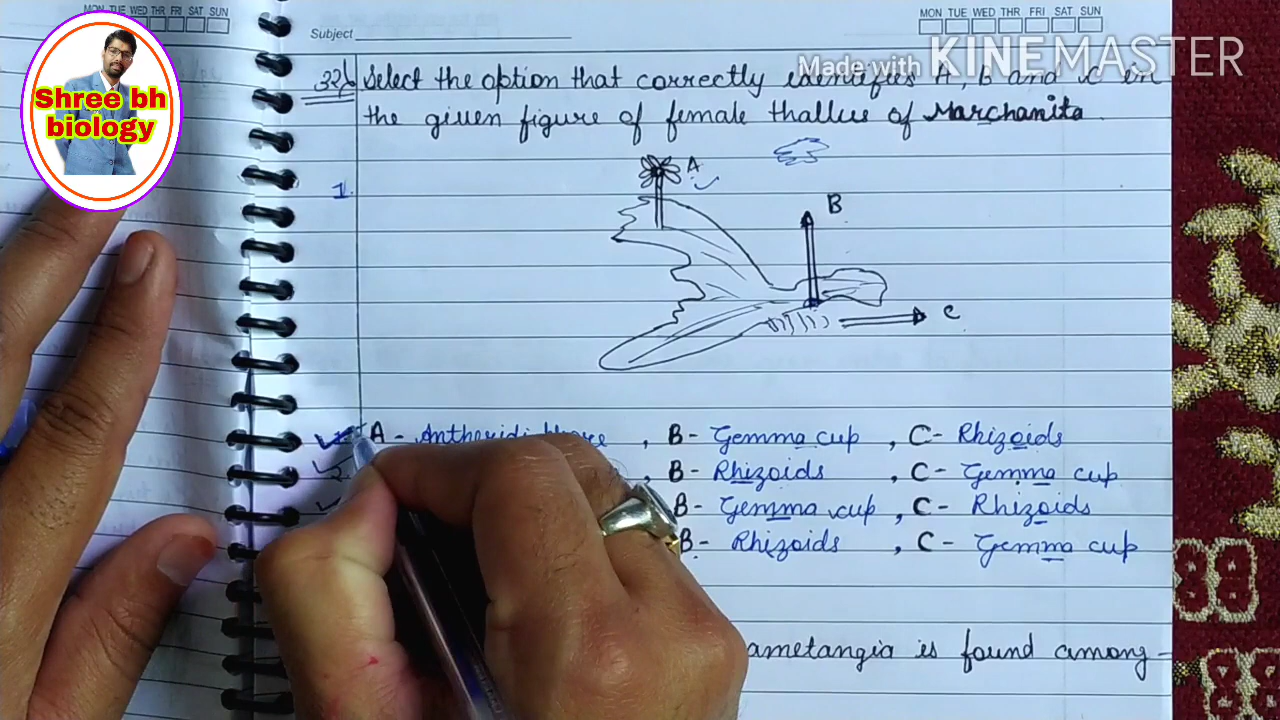 MON TUE WED THR FRI SAT SUN
MON TUE WED THR FRI SAT SUN
Subject
Made with KINEMASTER
Shree bh
biology
32 Select the option that correctly identifies A, b and c in
the given figure of female thallus of Marchanita
1.
A
B
C
A - , B - Gemma cup , C - Rhizoids
2. B - Rhizoids , C - Gemma cup
B - Gemma cup , C - Rhizoids
B - Rhizoids , C - Gemma cup
ametangia is found among -